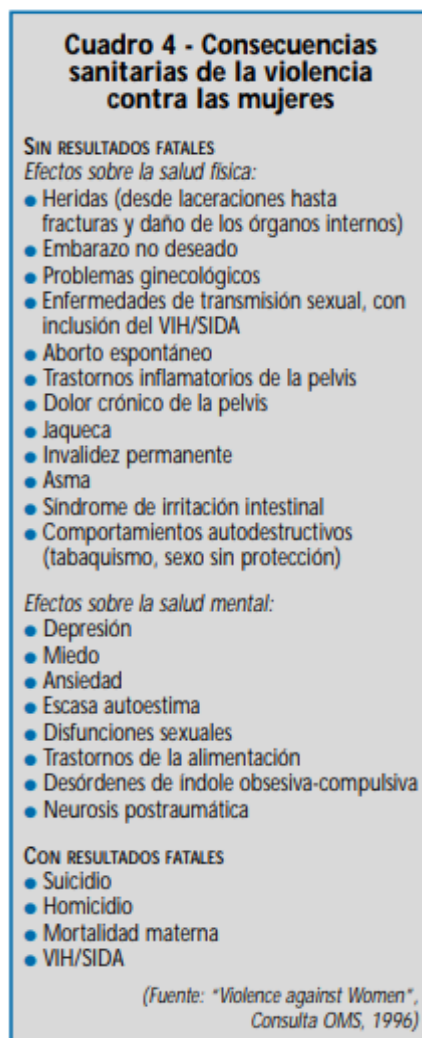 Cuadro 4 - Consecuencias
sanitarias de la violencia
contra las mujeres
SIN RESULTADOS FATALES
Efectos sobre la salud física:
● Heridas (desde laceraciones hasta
fracturas y daño de los órganos internos)
● Embarazo no deseado
● Problemas ginecológicos
● Enfermedades de transmisión sexual, con
inclusión del VIH/SIDA
● Aborto espontáneo
● Trastornos inflamatorios de la pelvis
● Dolor crónico de la pelvis
● Jaqueca
● Invalidez permanente
● Asma
● Síndrome de irritación intestinal
● Comportamientos autodestructivos
(tabaquismo, sexo sin protección)
Efectos sobre la salud mental:
● Depresión
● Miedo
● Ansiedad
● Escasa autoestima
● Disfunciones sexuales
● Trastornos de la alimentación
● Desórdenes de índole obsesiva-compulsiva
● Neurosis postraumática
CON RESULTADOS FATALES
● Suicidio
● Homicidio
● Mortalidad materna
● VIH/SIDA
(Fuente: "Violence against Women",
Consulta OMS, 1996)